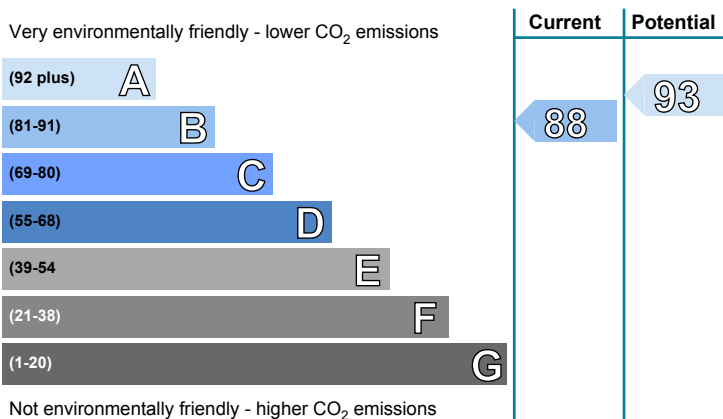 Very environmentally friendly - lower CO2 emissions
Current
Potential
(92 plus) A
93
(81-91) B
88
(69-80) C
(55-68) D
(39-54 E
(21-38) F
(1-20) G
Not environmentally friendly - higher CO2 emissions